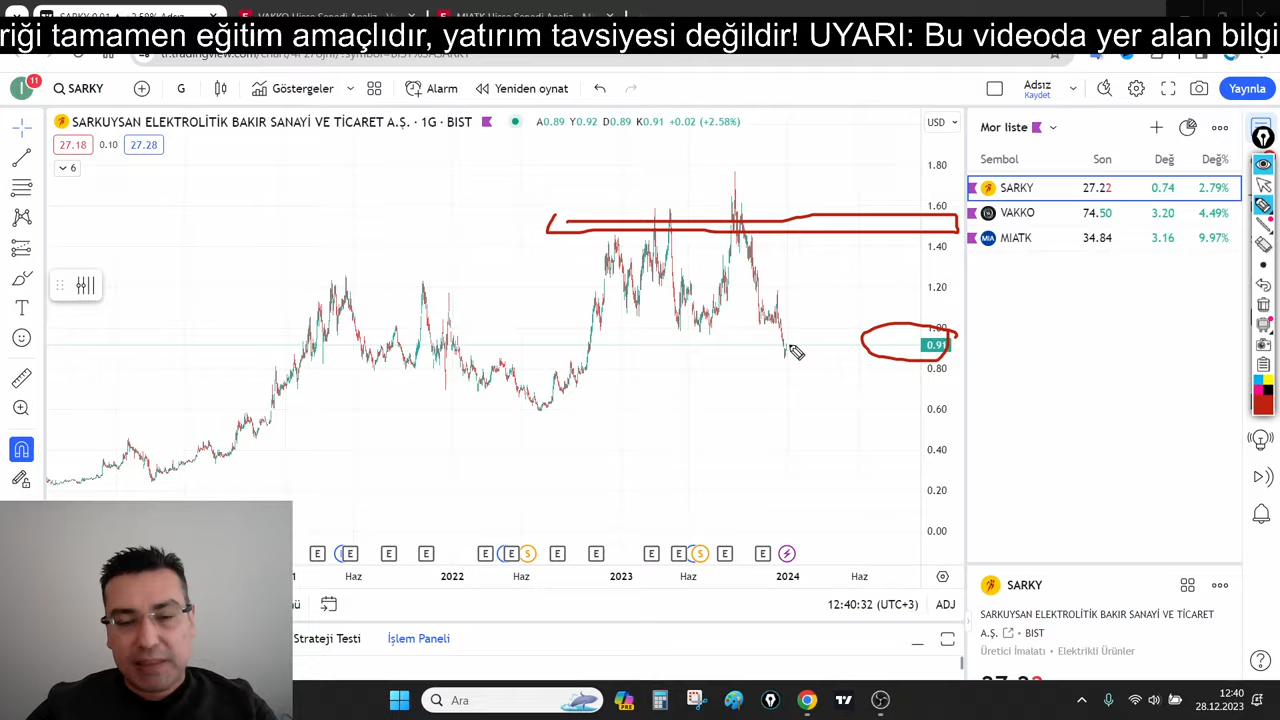 riği tamamen eğitim amaçlıdır, yatırım tavsiyesi değildir! UYARI: Bu videoda yer alan bilgi
SARKY
G
Göstergeler
Alarm
Yeniden oynat
Adsız
Kaydet
Yayınla
11
SARKUYSAN ELEKTROLİTİK BAKIR SANAYİ VE TİCARET A.Ş. · 1G · BIST
A0.89 Y0.92 D0.89 K0.91 +0.02 (+2.58%)
USD
27.18
0.10
27.28
6
1.80
1.60
1.40
1.20
1.00
0.91
0.80
0.60
0.40
0.20
0.00
Mor liste
Sembol Son Değ Değ%
SARKY 27.22 0.74 2.79%
VAKKO 74.50 3.20 4.49%
MIATK 34.84 3.16 9.97%
E E E E E E S E E E E S E E
Haz 2022 Haz 2023 Haz 2024 Haz
12:40:32 (UTC+3) ADJ
Strateji Testi
İşlem Paneli
SARKY
SARKUYSAN ELEKTROLİTİK BAKIR SANAYİ VE TİCARET
A.Ş. • BIST
Üretici İmalatı • Elektrikli Ürünler
Ara
12:40
28.12.2023